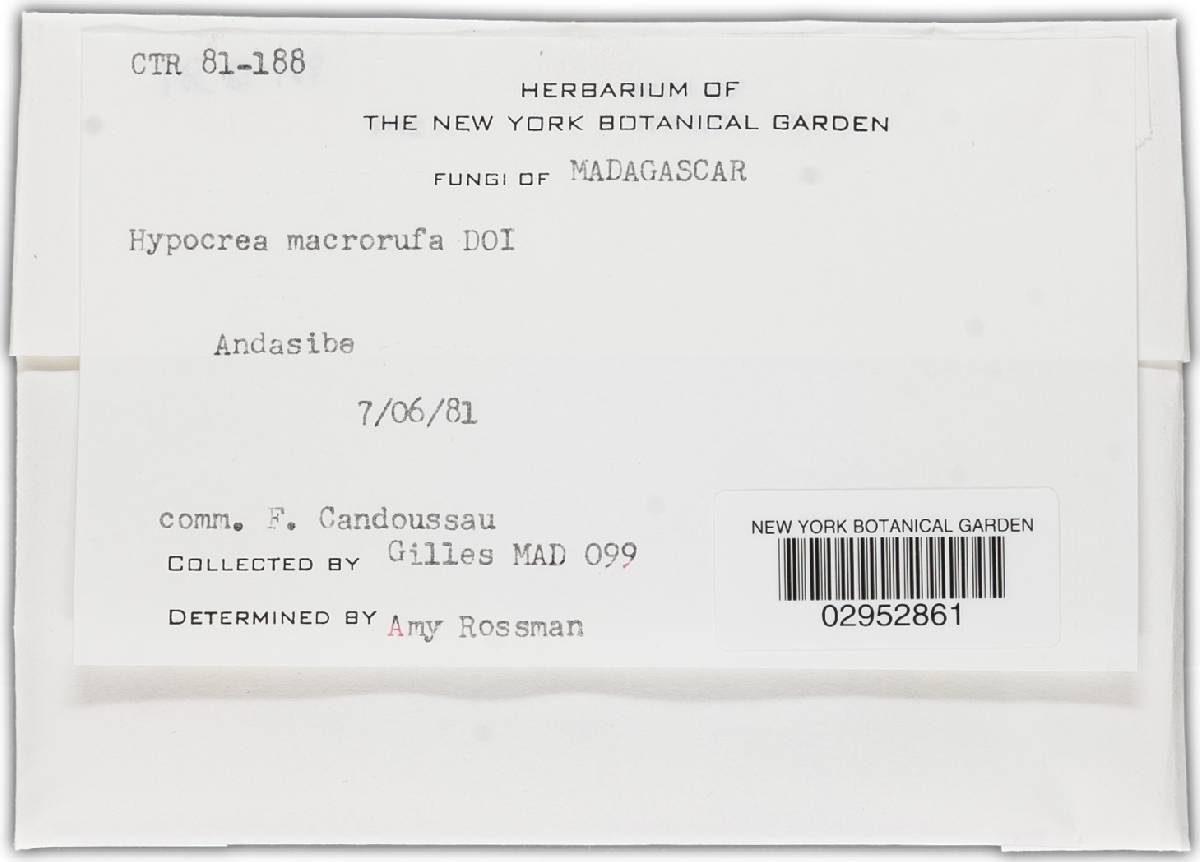 CTR 81-188
HERBARIUM OF
THE NEW YORK BOTANICAL GARDEN
FUNGI OF MADAGASCAR
Hypocrea macrorufa DOI
Andasibe
7/06/81
comm. F. Candoussau
COLLECTED BY Gilles MAD 099
DETERMINED BY Amy Rossman
NEW YORK BOTANICAL GARDEN
02952861